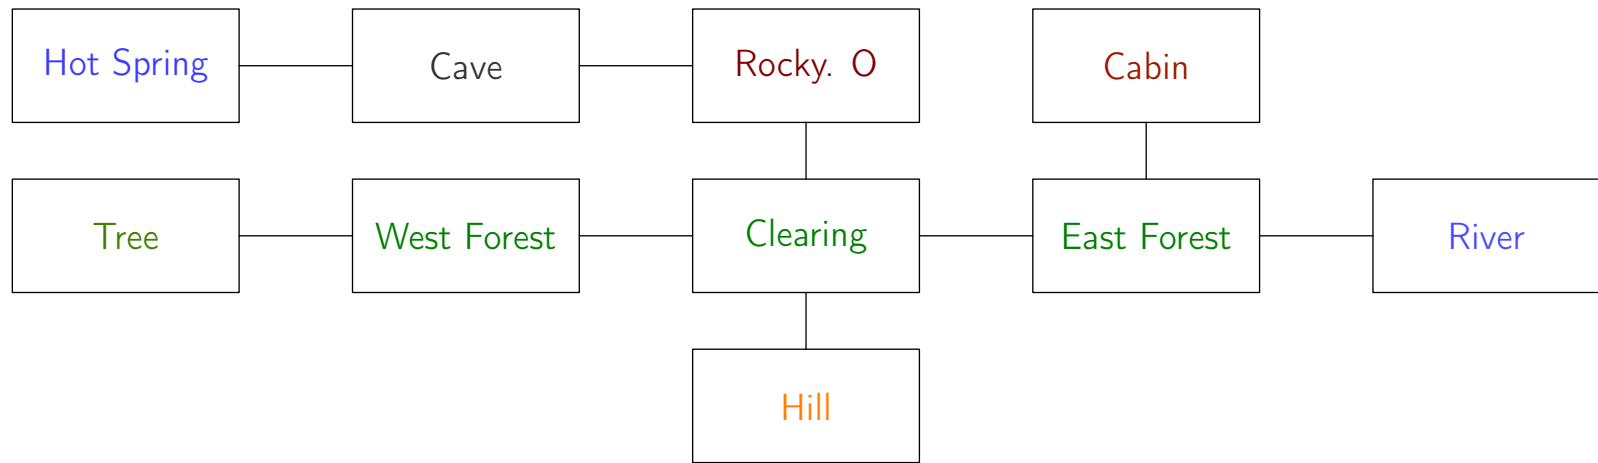 Hot Spring
Cave
Rocky. O
Cabin
Tree
West Forest
Clearing
East Forest
River
Hill